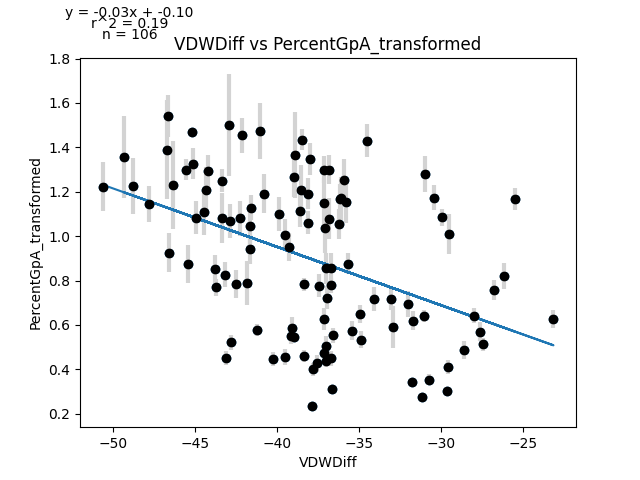 y = -0.03x + -0.10
r^2 = 0.19
n = 106
VDWDiff vs PercentGpA_transformed
1.8
1.6
1.4
1.2
1.0
0.8
0.6
0.4
0.2
PercentGpA_transformed
−50
−45
−40
−35
−30
−25
VDWDiff